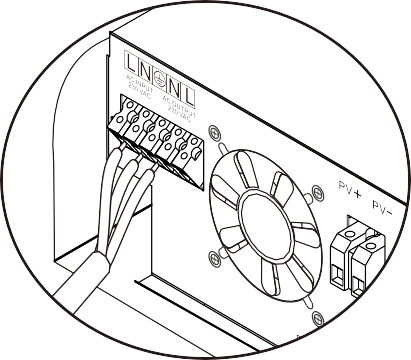 L N ⏚ N L
AC INPUT
230 VAC
AC OUTPUT
230 VAC
PV+
PV-